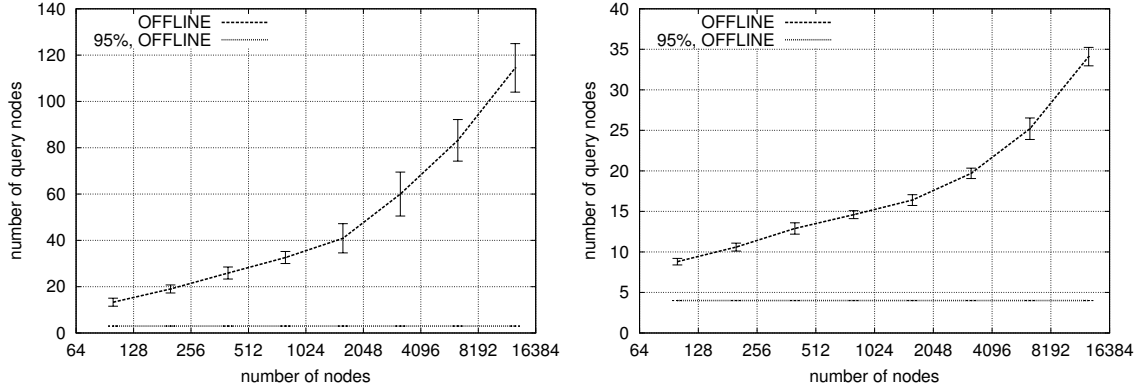 140
120
100
80
60
40
20
0
number of query nodes
OFFLINE
95%, OFFLINE
64 128 256 512 1024 2048 4096 8192 16384
number of nodes
40
35
30
25
20
15
10
5
0
number of query nodes
OFFLINE
95%, OFFLINE
64 128 256 512 1024 2048 4096 8192 16384
number of nodes